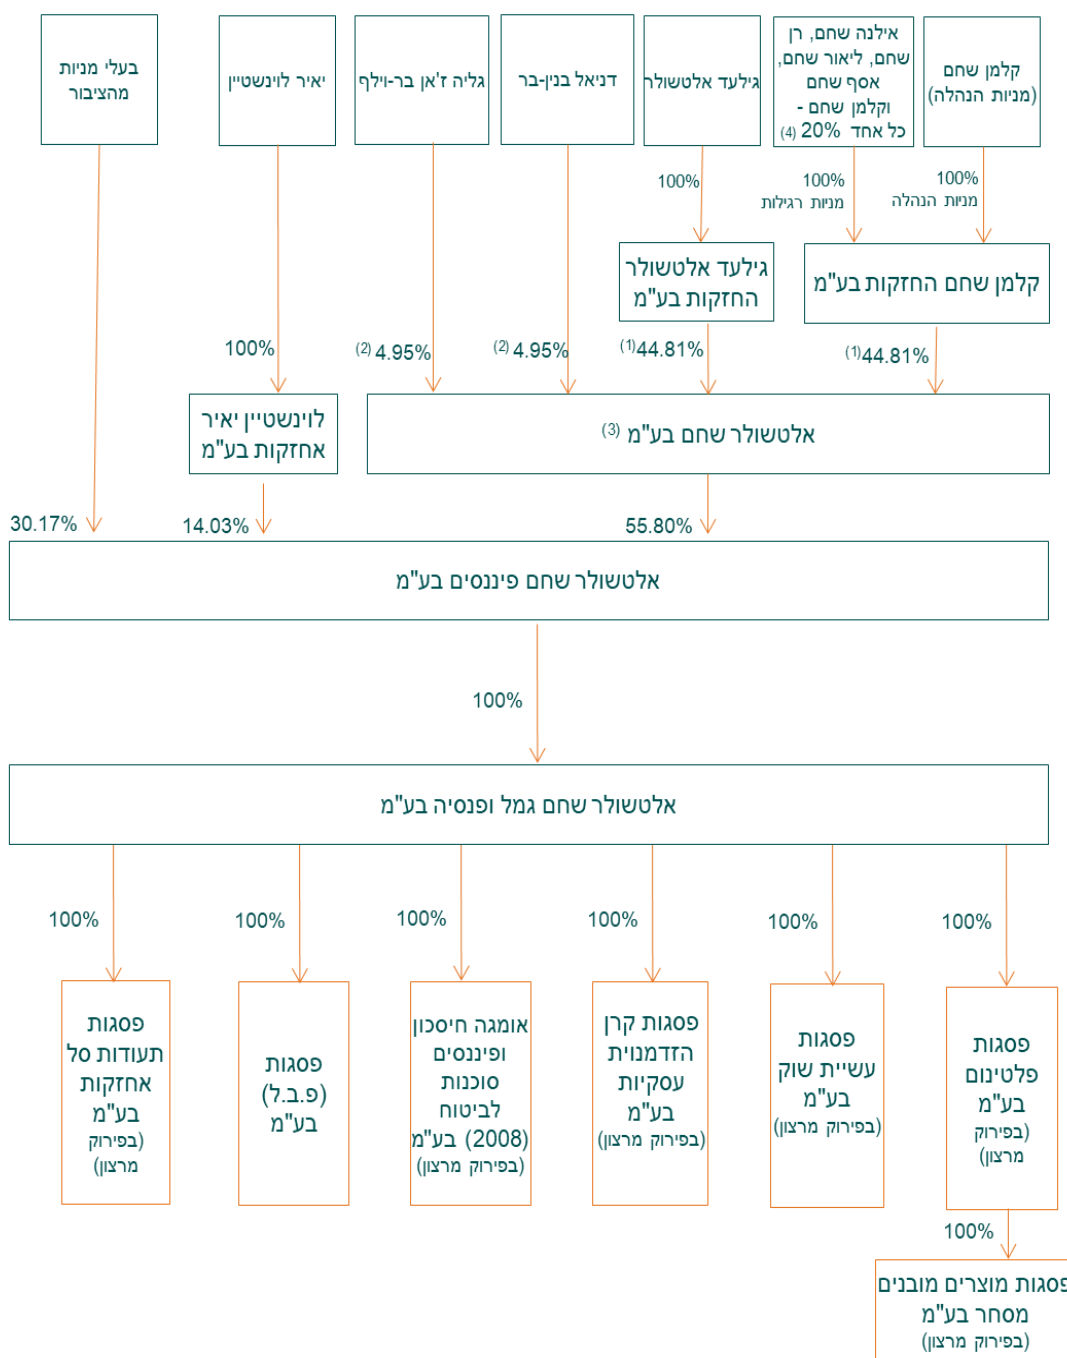 קלמן שחם
(מניות הנהלה)
אילנה שחם, רן
שחם, ליאור שחם,
אסף שחם
וקלמן שחם -
כל אחד 20% (4)
גילעד אלטשולר
דניאל בנין-בר
גליה ז'אן בר-וילף
יאיר לוינשטיין
בעלי מניות
מהציבור
100%
מניות הנהלה
100%
מניות רגילות
100%
קלמן שחם החזקות בע"מ
גילעד אלטשולר
החזקות בע"מ
(1)44.81%
(1)44.81%
(2) 4.95%
(2) 4.95%
100%
אלטשולר שחם בע"מ (3)
לוינשטיין יאיר
אחזקות בע"מ
55.80%
14.03%
30.17%
אלטשולר שחם פיננסים בע"מ
100%
אלטשולר שחם גמל ופנסיה בע"מ
100%
100%
100%
100%
100%
100%
פסגות
פלטינום
בע"מ
(בפירוק
מרצון)
פסגות
עשיית שוק
בע"מ
(בפירוק מרצון)
פסגות קרן
הזדמנוית
עסקיות
בע"מ
(בפירוק מרצון)
אומגה חיסכון
ופיננסים
סוכנות
לביטוח
(2008) בע"מ
(בפירוק מרצון)
פסגות
(פ.ב.ל)
בע"מ
פסגות
תעודות סל
אחזקות
בע"מ
(בפירוק
מרצון)
100%
פסגות מוצרים מובנים
מסחר בע"מ
(בפירוק מרצון)